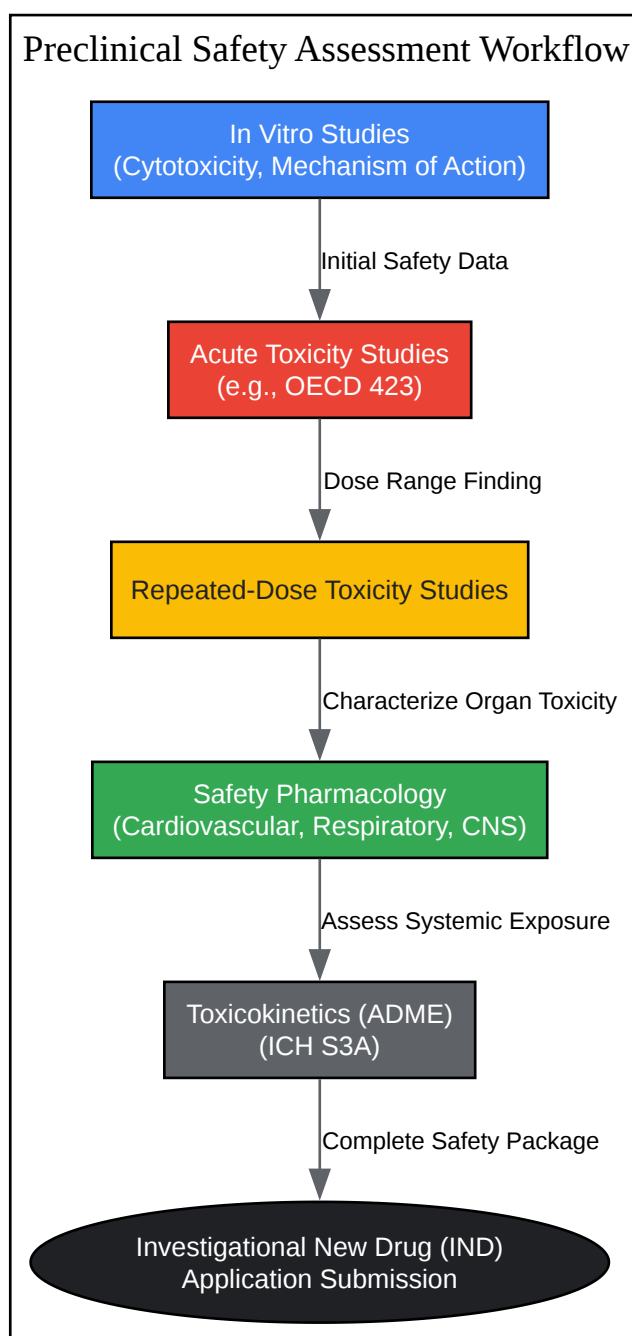 Preclinical Safety Assessment Workflow
In Vitro Studies
(Cytotoxicity, Mechanism of Action)
Initial Safety Data
Acute Toxicity Studies
(e.g., OECD 423)
Dose Range Finding
Repeated-Dose Toxicity Studies
Characterize Organ Toxicity
Safety Pharmacology
(Cardiovascular, Respiratory, CNS)
Assess Systemic Exposure
Toxicokinetics (ADME)
(ICH S3A)
Complete Safety Package
Investigational New Drug (IND)
Application Submission